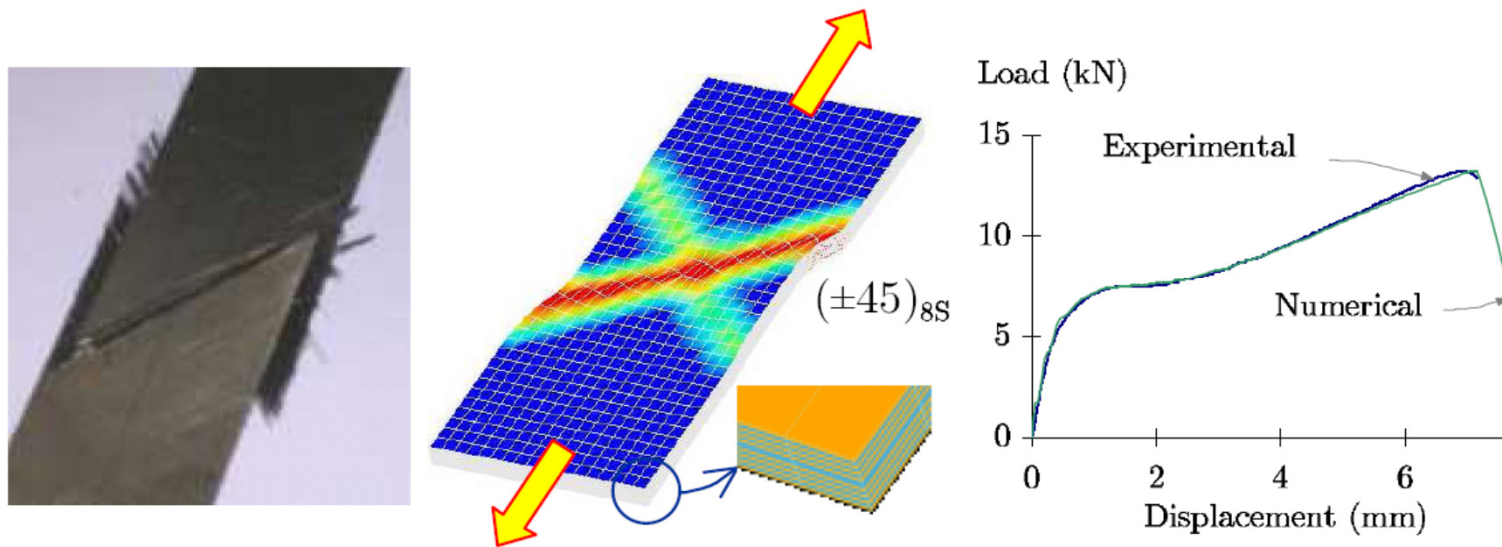 (±45)8S
Load (kN)
15
Experimental
10
Numerical
5
0
0 2 4 6
Displacement (mm)